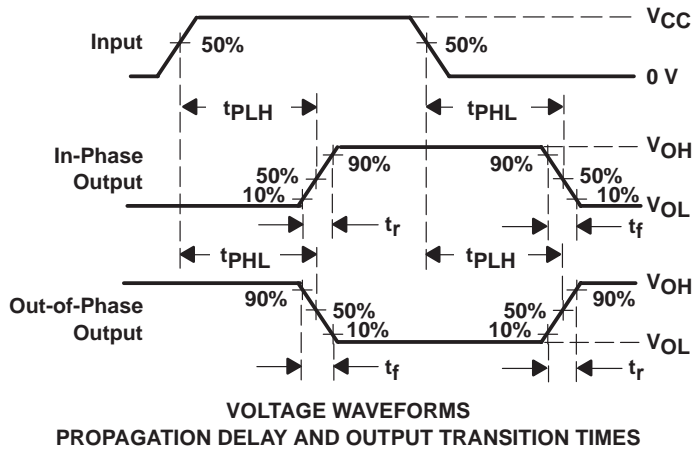 VCC
Input
50%
50%
0 V
tPLH
tPHL
In-Phase
Output
VOH
90%
90%
50%
50%
10%
10%
VOL
tr
tf
tPHL
tPLH
Out-of-Phase
Output
VOH
90%
90%
50%
50%
10%
10%
VOL
tf
tr
VOLTAGE WAVEFORMS
PROPAGATION DELAY AND OUTPUT TRANSITION TIMES